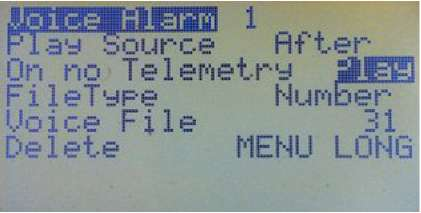 Voice Alarm 1
Play Source After
On no Telemetry Play
FileType Number
Voice File 31
Delete MENU LONG